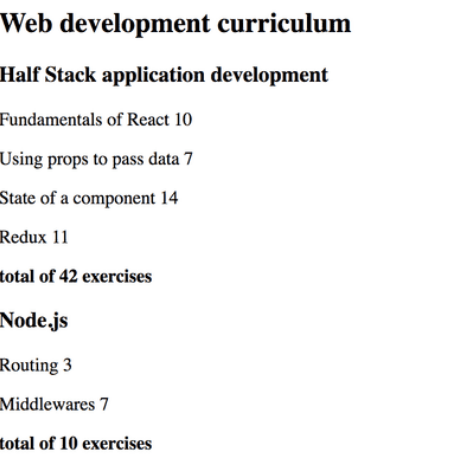 Web development curriculum
Half Stack application development
Fundamentals of React 10
Using props to pass data 7
State of a component 14
Redux 11
total of 42 exercises
Node.js
Routing 3
Middlewares 7
total of 10 exercises